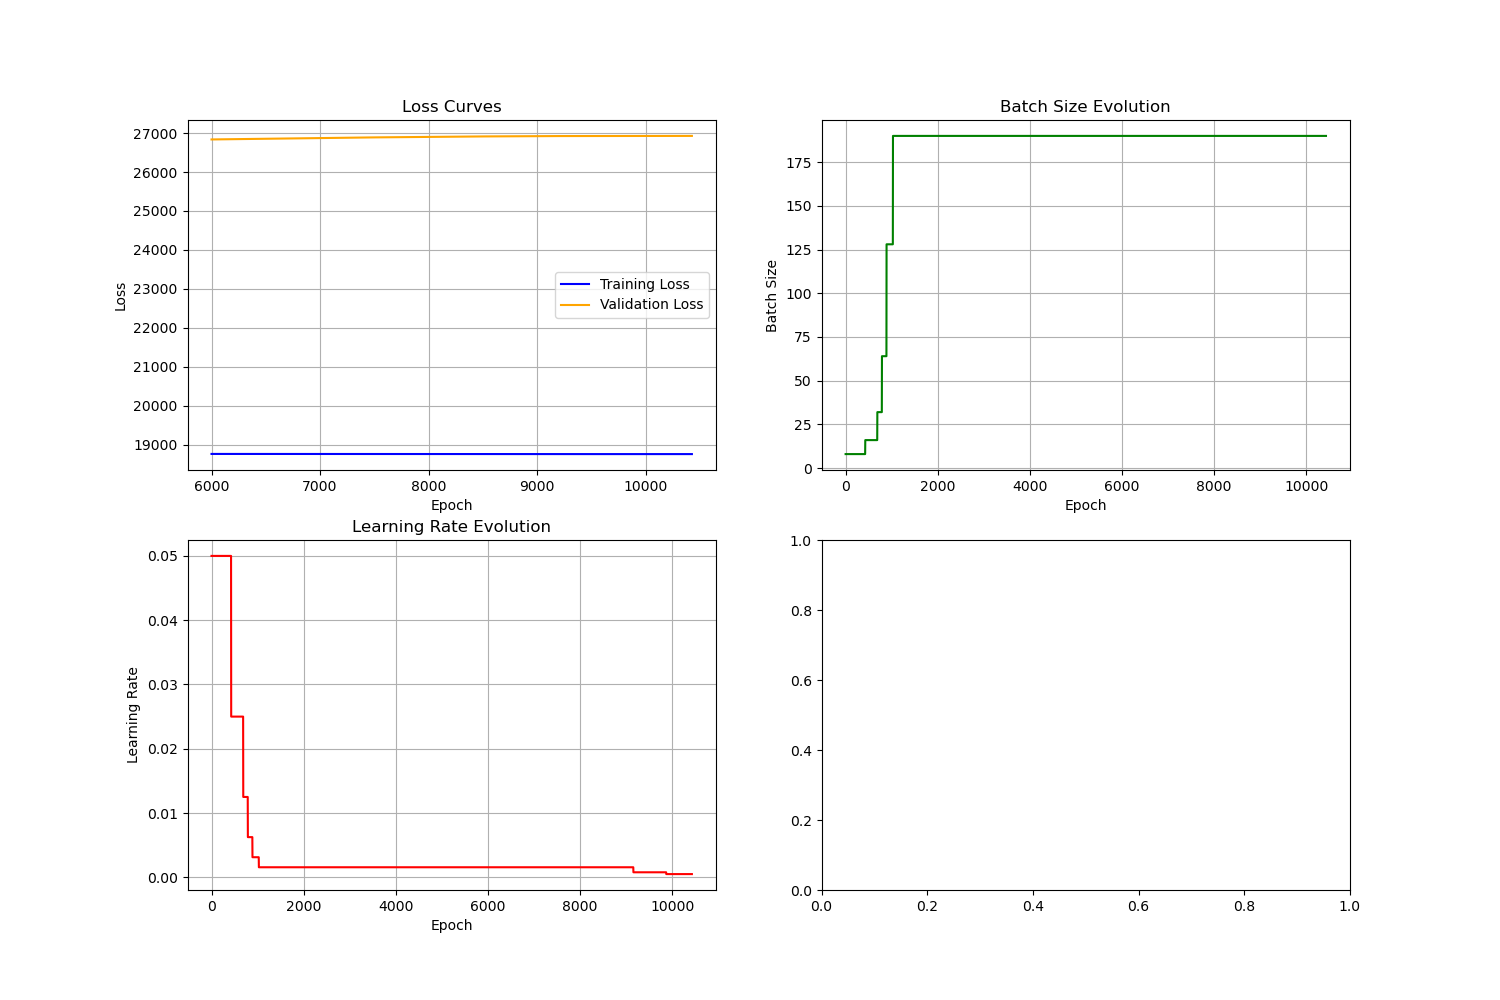 Loss Curves
27000
26000
25000
24000
23000
22000
21000
20000
19000
Loss
Training Loss
Validation Loss
6000 7000 8000 9000 10000
Epoch
Batch Size Evolution
175
150
125
100
75
50
25
0
Batch Size
0 2000 4000 6000 8000 10000
Epoch
Learning Rate Evolution
0.05
0.04
0.03
0.02
0.01
0.00
Learning Rate
0 2000 4000 6000 8000 10000
Epoch
1.0
0.8
0.6
0.4
0.2
0.0
0.0 0.2 0.4 0.6 0.8 1.0